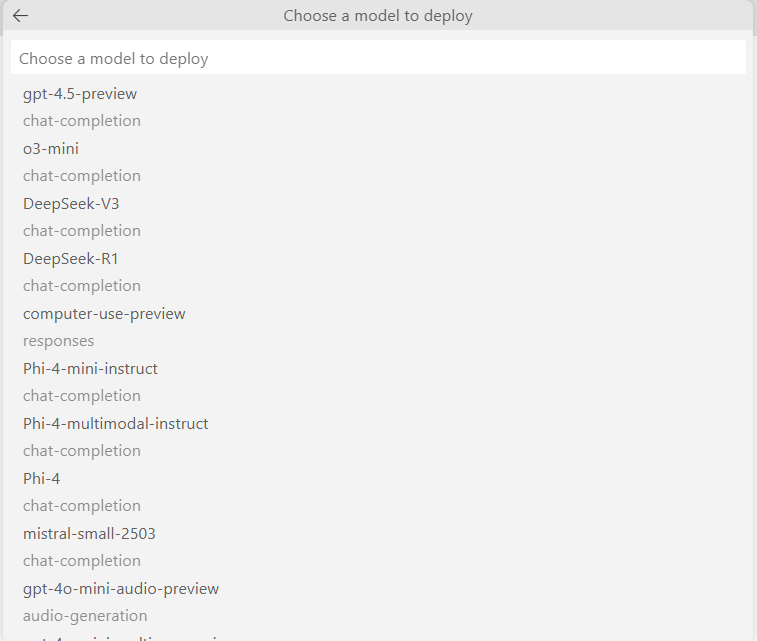 Choose a model to deploy
Choose a model to deploy
gpt-4.5-preview
chat-completion
o3-mini
chat-completion
DeepSeek-V3
chat-completion
DeepSeek-R1
chat-completion
computer-use-preview
responses
Phi-4-mini-instruct
chat-completion
Phi-4-multimodal-instruct
chat-completion
Phi-4
chat-completion
mistral-small-2503
chat-completion
gpt-4o-mini-audio-preview
audio-generation